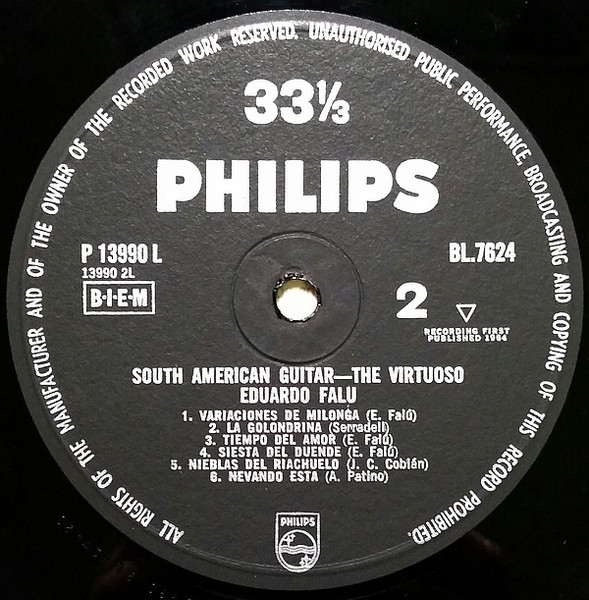 ALL RIGHTS OF THE MANUFACTURER AND OF THE OWNER OF THE RECORDED WORK RESERVED. UNAUTHORISED PUBLIC PERFORMANCE, BROADCASTING AND COPYING OF THIS RECORD PROHIBITED.
33⅓
PHILIPS
P 13990 L
13990 2L
B·I·E·M
BL.7624
2
RECORDING FIRST
PUBLISHED 1964
SOUTH AMERICAN GUITAR—THE VIRTUOSO
EDUARDO FALU
1. VARIACIONES DE MILONGA (E. Falú)
2. LA GOLONDRINA (Serradell)
3. TIEMPO DEL AMOR (E. Falú)
4. SIESTA DEL DUENDE (E. Falú)
5. NIEBLAS DEL RIACHUELO (J. C. Cobián)
6. NEVANDO ESTA (A. Patino)
PHILIPS